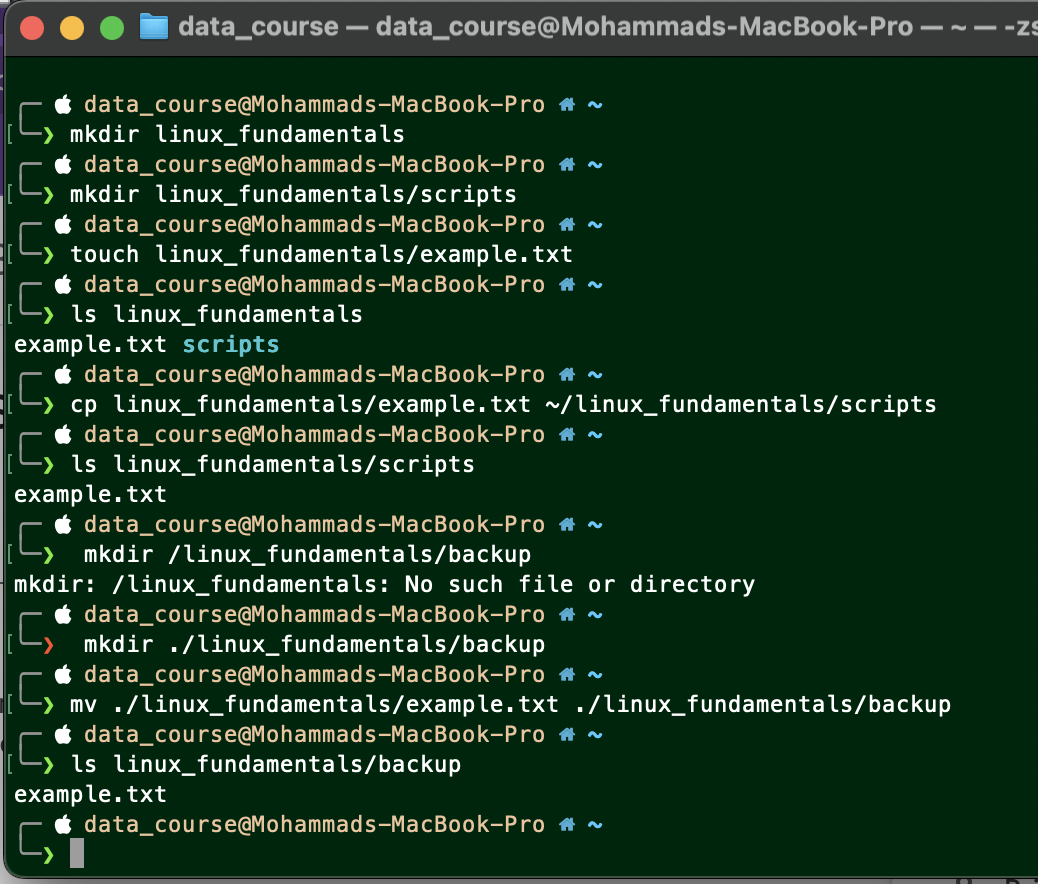 data_course — data_course@Mohammads-MacBook-Pro — ~ — -zs
data_course@Mohammads-MacBook-Pro ~
❯ mkdir linux_fundamentals
data_course@Mohammads-MacBook-Pro ~
❯ mkdir linux_fundamentals/scripts
data_course@Mohammads-MacBook-Pro ~
❯ touch linux_fundamentals/example.txt
data_course@Mohammads-MacBook-Pro ~
❯ ls linux_fundamentals
example.txt scripts
data_course@Mohammads-MacBook-Pro ~
❯ cp linux_fundamentals/example.txt ~/linux_fundamentals/scripts
data_course@Mohammads-MacBook-Pro ~
❯ ls linux_fundamentals/scripts
example.txt
data_course@Mohammads-MacBook-Pro ~
❯  mkdir /linux_fundamentals/backup
mkdir: /linux_fundamentals: No such file or directory
data_course@Mohammads-MacBook-Pro ~
❯  mkdir ./linux_fundamentals/backup
data_course@Mohammads-MacBook-Pro ~
❯ mv ./linux_fundamentals/example.txt ./linux_fundamentals/backup
data_course@Mohammads-MacBook-Pro ~
❯ ls linux_fundamentals/backup
example.txt
data_course@Mohammads-MacBook-Pro ~
❯